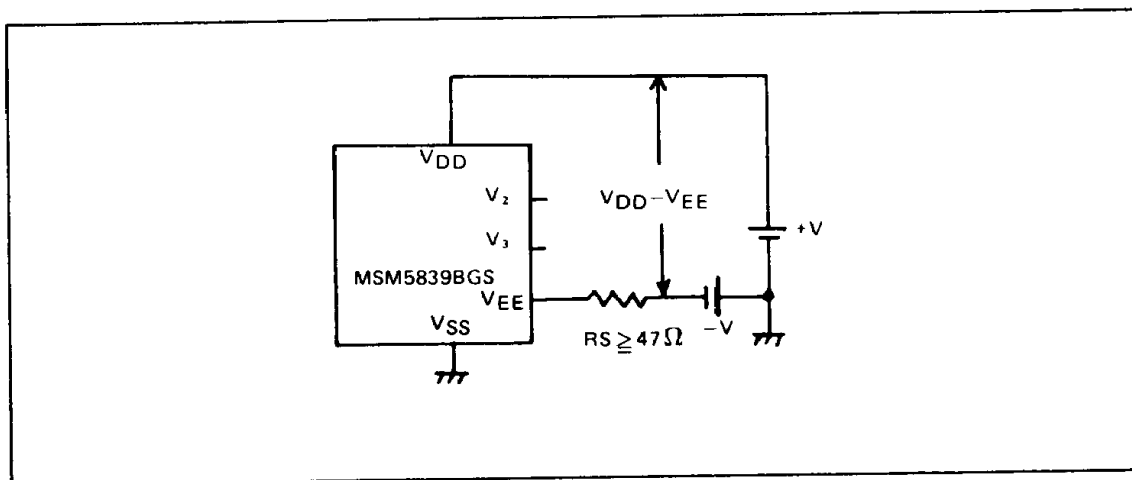 VDD
V2
VDD-VEE
V3
+V
MSM5839BGS
VEE
VSS
-V
RS ≧ 47Ω